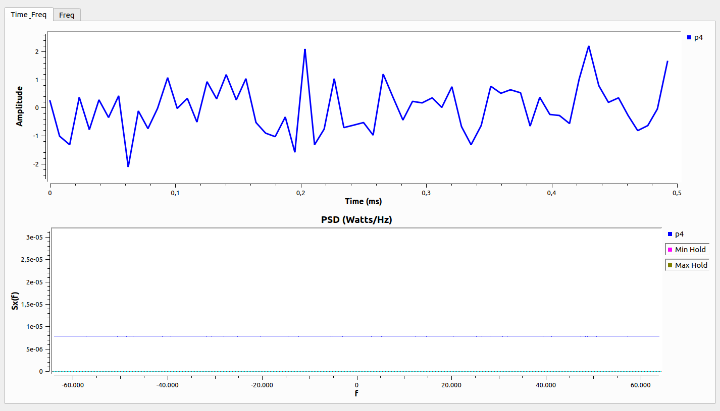 Time_Freq Freq
2
1
0
-1
-2
Amplitude
p4
0 0,1 0,2 0,3 0,4 0,5
Time (ms)
PSD (Watts/Hz)
3e-05
2,5e-05
2e-05
1,5e-05
1e-05
5e-06
0
Sx(f)
p4
Min Hold
Max Hold
-60.000 -40.000 -20.000 0 20.000 40.000 60.000
f